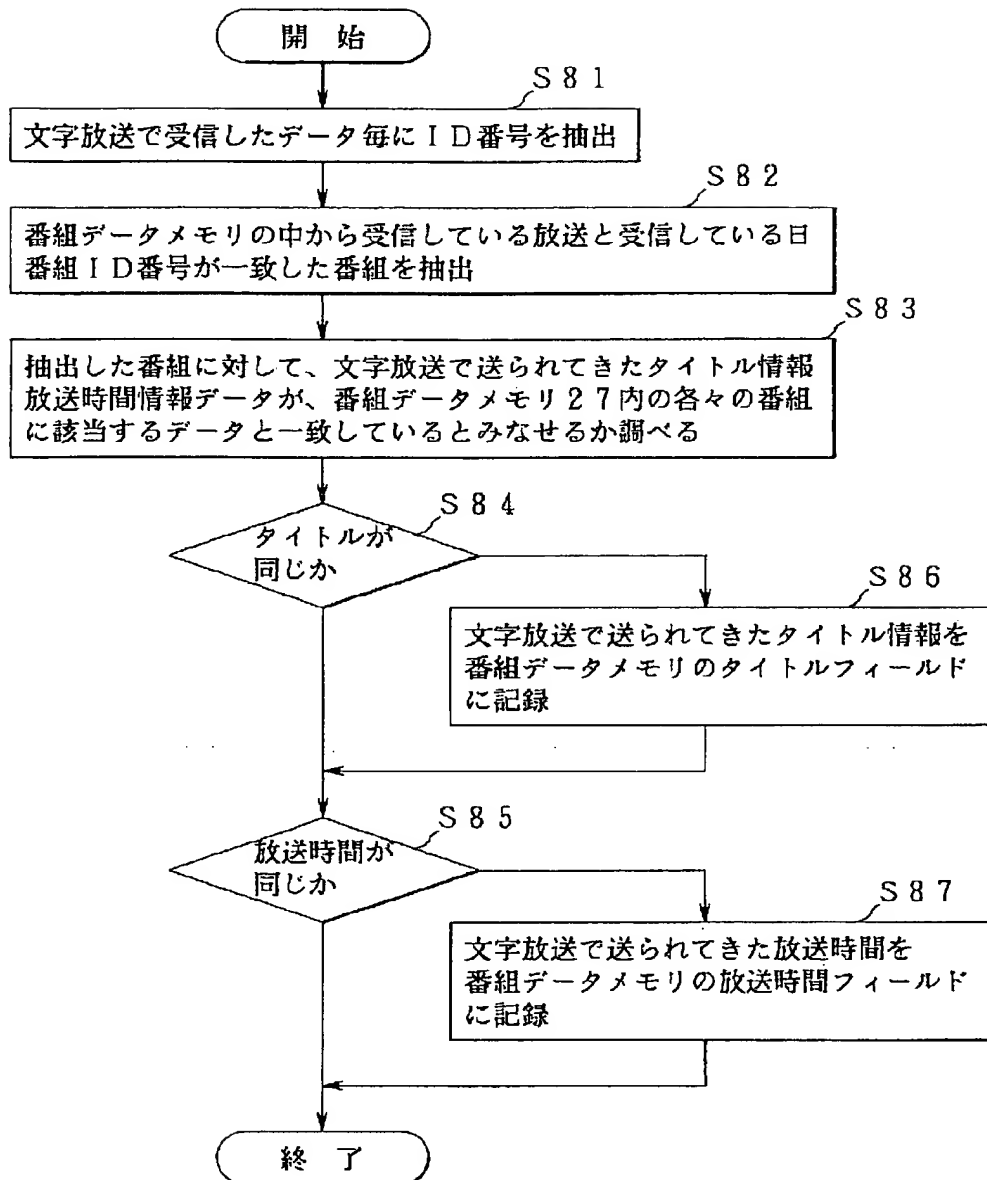 開 始
S81
文字放送で受信したデータ毎にID番号を抽出
S82
番組データメモリの中から受信している放送と受信している日
番組ID番号が一致した番組を抽出
S83
抽出した番組に対して、文字放送で送られてきたタイトル情報
放送時間情報データが、番組データメモリ27内の各々の番組
に該当するデータと一致しているとみなせるか調べる
S84
タイトルが
同じか
S86
文字放送で送られてきたタイトル情報を
番組データメモリのタイトルフィールド
に記録
S85
放送時間が
同じか
S87
文字放送で送られてきた放送時間を
番組データメモリの放送時間フィールド
に記録
終 了